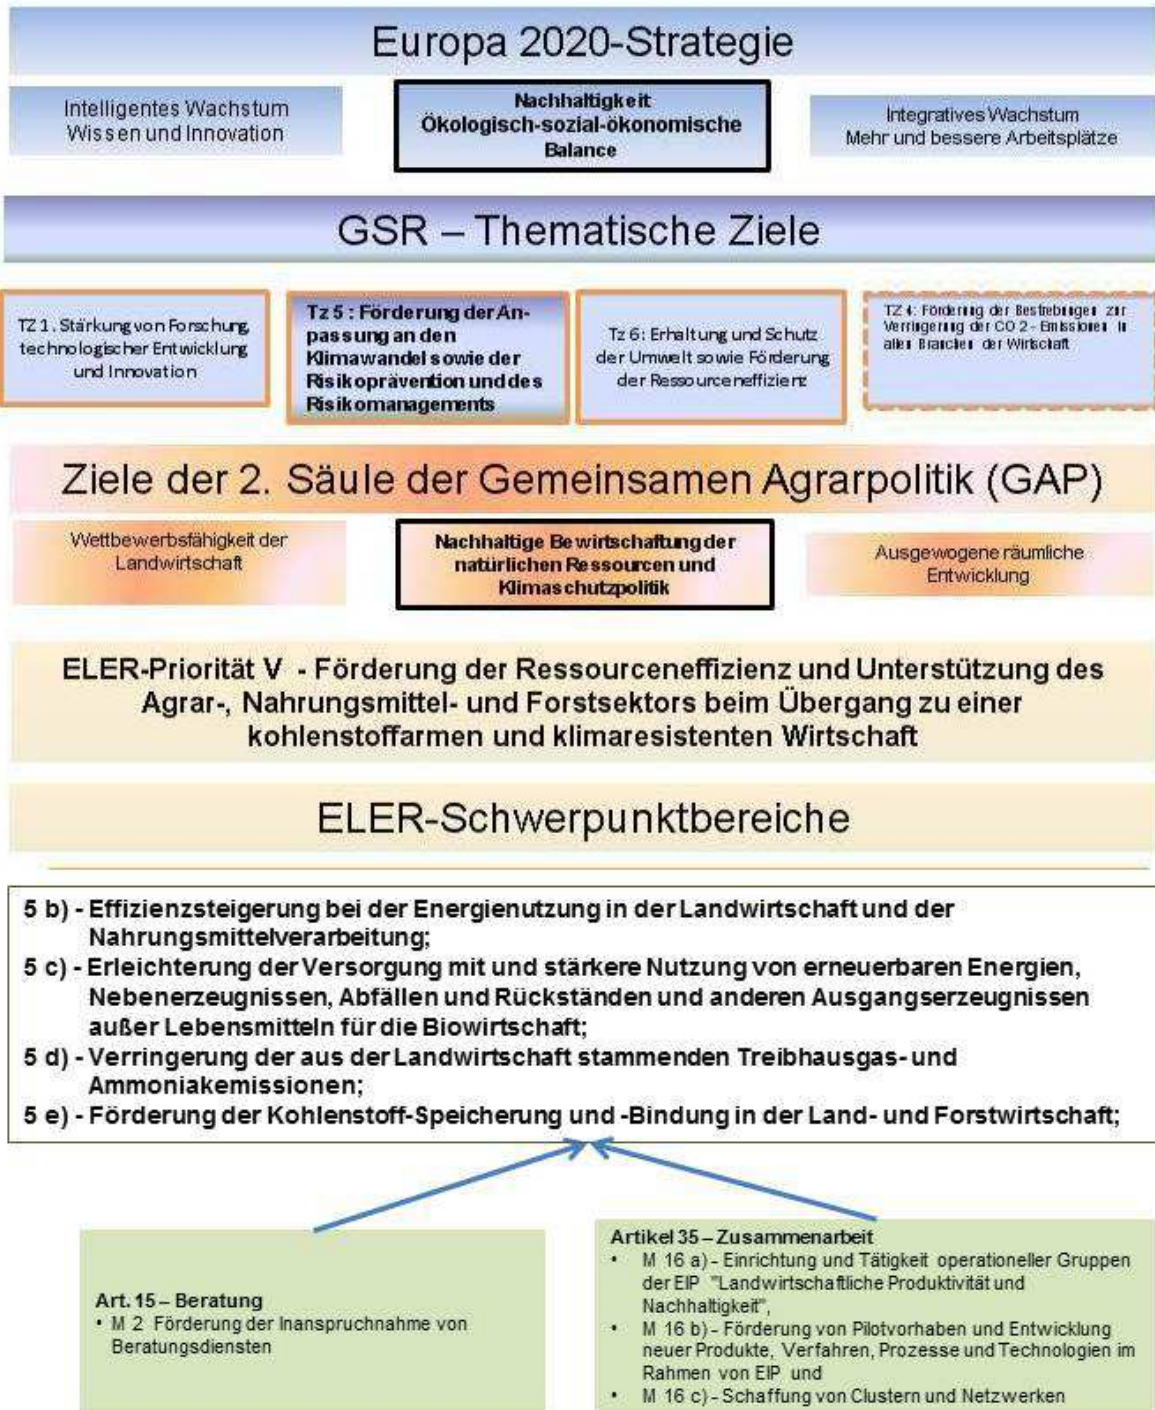 Europa 2020-Strategie
Intelligentes Wachstum
Wissen und Innovation
Nachhaltigkeit
Ökologisch-sozial-ökonomische
Balance
Integratives Wachstum
Mehr und bessere Arbeitsplätze
GSR – Thematische Ziele
TZ 1. Stärkung von Forschung,
technologischer Entwicklung
und Innovation
Tz 5 : Förderung der An-
passung an den
Klimawandel sowie der
Risikoprävention und des
Risikomanagements
Tz 6: Erhaltung und Schutz
der Umwelt sowie Förderung
der Ressourceneffizienz
TZ 4: Förderung der Bestrebungen zur
Verringerung der CO 2 - Emissionen in
allen Branchen der Wirtschaft
Ziele der 2. Säule der Gemeinsamen Agrarpolitik (GAP)
Wettbewerbsfähigkeit der
Landwirtschaft
Nachhaltige Bewirtschaftung der
natürlichen Ressourcen und
Klimaschutzpolitik
Ausgewogene räumliche
Entwicklung
ELER-Priorität V - Förderung der Ressourceneffizienz und Unterstützung des
Agrar-, Nahrungsmittel- und Forstsektors beim Übergang zu einer
kohlenstoffarmen und klimaresistenten Wirtschaft
ELER-Schwerpunktbereiche
5 b) - Effizienzsteigerung bei der Energienutzung in der Landwirtschaft und der
Nahrungsmittelverarbeitung;
5 c) - Erleichterung der Versorgung mit und stärkere Nutzung von erneuerbaren Energien,
Nebenerzeugnissen, Abfällen und Rückständen und anderen Ausgangserzeugnissen
außer Lebensmitteln für die Biowirtschaft;
5 d) - Verringerung der aus der Landwirtschaft stammenden Treibhausgas- und
Ammoniakemissionen;
5 e) - Förderung der Kohlenstoff-Speicherung und -Bindung in der Land- und Forstwirtschaft;
Art. 15 – Beratung
• M 2 Förderung der Inanspruchnahme von
Beratungsdiensten
Artikel 35 – Zusammenarbeit
• M 16 a) - Einrichtung und Tätigkeit operationeller Gruppen
der EIP "Landwirtschaftliche Produktivität und
Nachhaltigkeit",
• M 16 b) - Förderung von Pilotvorhaben und Entwicklung
neuer Produkte, Verfahren, Prozesse und Technologien im
Rahmen von EIP und
• M 16 c) - Schaffung von Clustern und Netzwerken